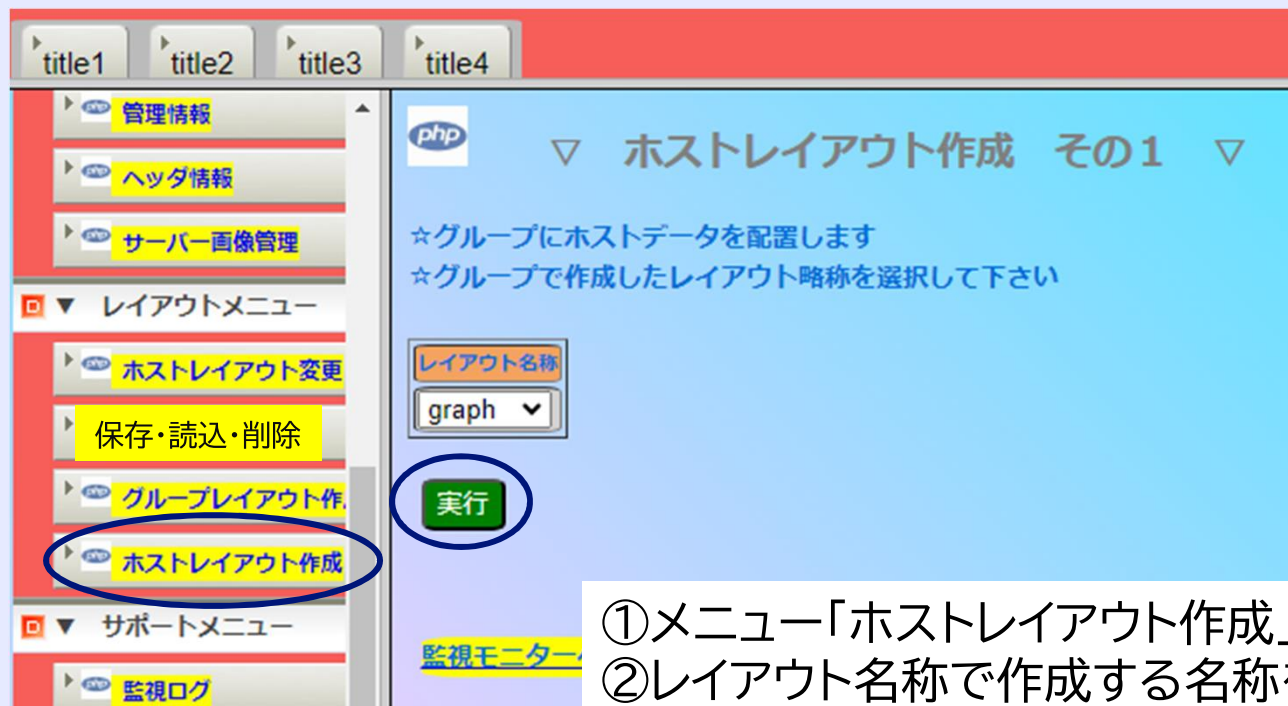 title1 title2 title3 title4
管理情報
ヘッダ情報
サーバー画像管理
レイアウトメニュー
ホストレイアウト変更
保存・読込・削除
グループレイアウト作
ホストレイアウト作成
サポートメニュー
監視ログ
php
▽ ホストレイアウト作成 その1 ▽
☆グループにホストデータを配置します
☆グループで作成したレイアウト略称を選択して下さい
レイアウト名称
graph
実行
監視モニター
①メニュー「ホストレイアウト作成」
②レイアウト名称で作成する名称